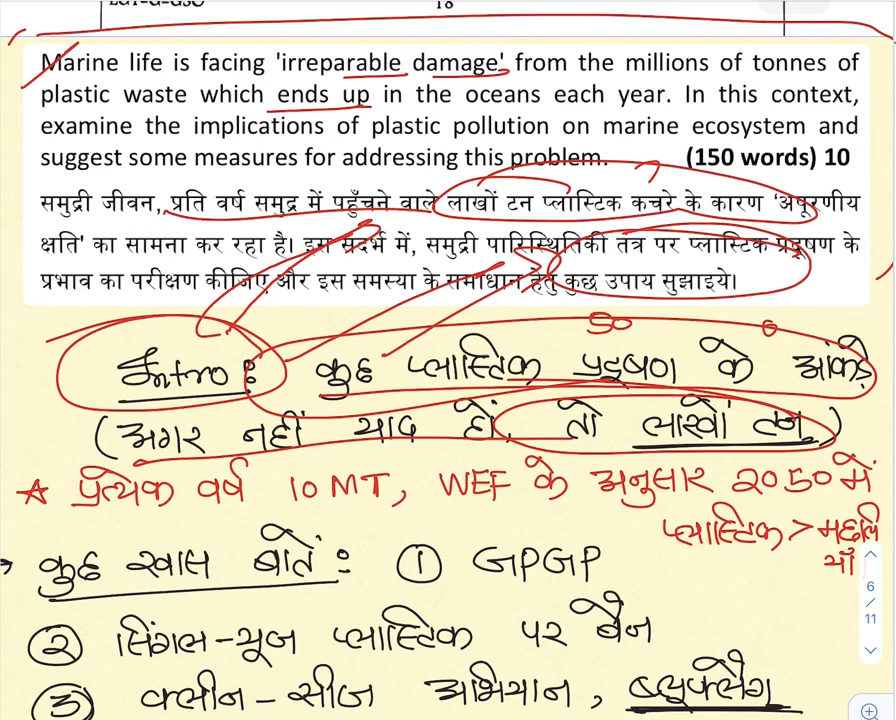 18
Marine life is facing 'irreparable damage' from the millions of tonnes of
plastic waste which ends up in the oceans each year. In this context,
examine the implications of plastic pollution on marine ecosystem and
suggest some measures for addressing this problem. (150 words) 10
समुद्री जीवन, प्रति वर्ष समुद्र में पहुँचने वाले लाखों टन प्लास्टिक कचरे के कारण 'अपूरणीय
क्षति' का सामना कर रहा है। इस संदर्भ में, समुद्री पारिस्थितिकी तंत्र पर प्लास्टिक प्रदूषण के
प्रभाव का परीक्षण कीजिए और इस समस्या के समाधान हेतु कुछ उपाय सुझाइये।
50
Intro : कुछ प्लास्टिक प्रदूषण के आंकड़े
(अगर नहीं याद हों, तो लाखों टन)
★ प्रत्येक वर्ष 10 MT, WEF के अनुसार 2050 में
प्लास्टिक > मछलि
याँ
कुछ खास बातें : ① GPGP
② सिंगल-यूज प्लास्टिक पर बैन
③ क्लीन-सीज अभियान, ब्लूफ्लैग
6
/
11